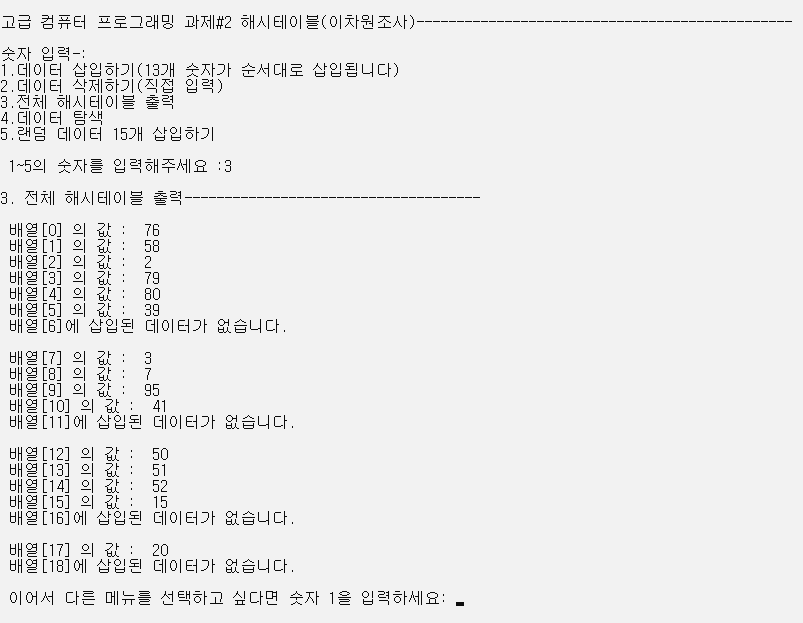 고급 컴퓨터 프로그래밍 과제#2 해시테이블(이차원조사)-----------------------------------------------
숫자 입력-:
1.데이터 삽입하기(13개 숫자가 순서대로 삽입됩니다)
2.데이터 삭제하기(직접 입력)
3.전체 해시테이블 출력
4.데이터 탐색
5.랜덤 데이터 15개 삽입하기
1~5의 숫자를 입력해주세요 :3
3. 전체 해시테이블 출력-------------------------------------
배열[0] 의 값 :  76
배열[1] 의 값 :  58
배열[2] 의 값 :  2
배열[3] 의 값 :  79
배열[4] 의 값 :  80
배열[5] 의 값 :  39
배열[6]에 삽입된 데이터가 없습니다.
배열[7] 의 값 :  3
배열[8] 의 값 :  7
배열[9] 의 값 :  95
배열[10] 의 값 :  41
배열[11]에 삽입된 데이터가 없습니다.
배열[12] 의 값 :  50
배열[13] 의 값 :  51
배열[14] 의 값 :  52
배열[15] 의 값 :  15
배열[16]에 삽입된 데이터가 없습니다.
배열[17] 의 값 :  20
배열[18]에 삽입된 데이터가 없습니다.
이어서 다른 메뉴를 선택하고 싶다면 숫자 1을 입력하세요: